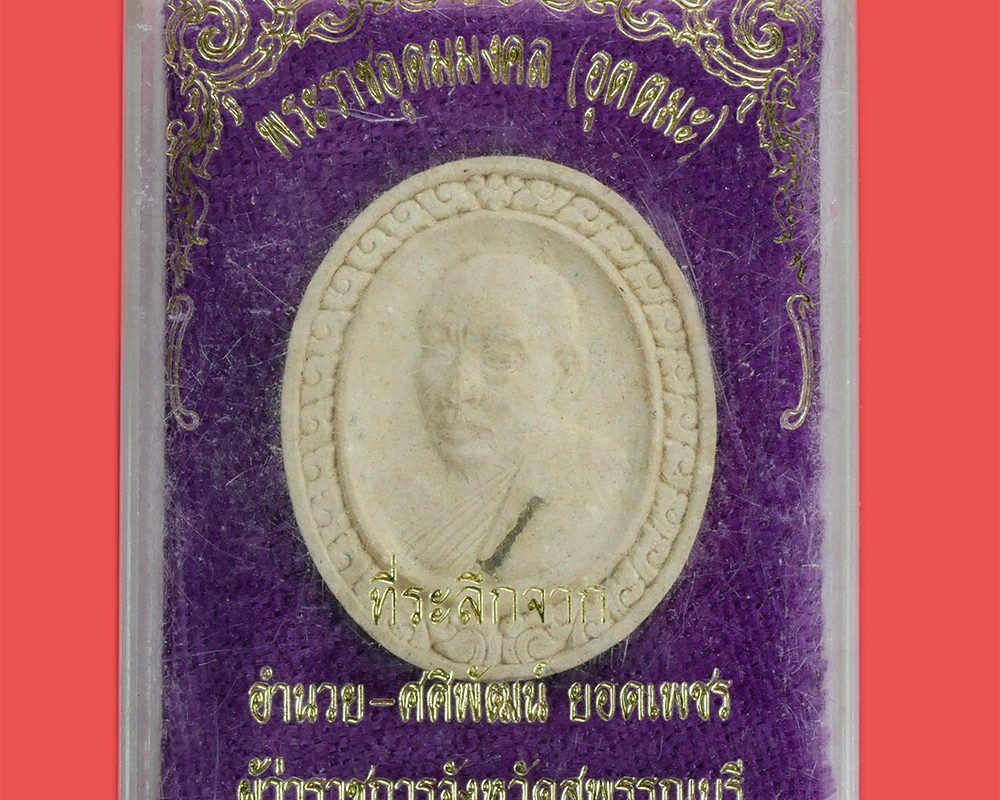 พระราชอุดมมงคล (อุตตมะ)
ที่ระลึกจาก
อำนวย-ศศิพัฒน์ ยอดเพชร
ผู้ว่าราชการจังหวัดสุพรรณบุรี